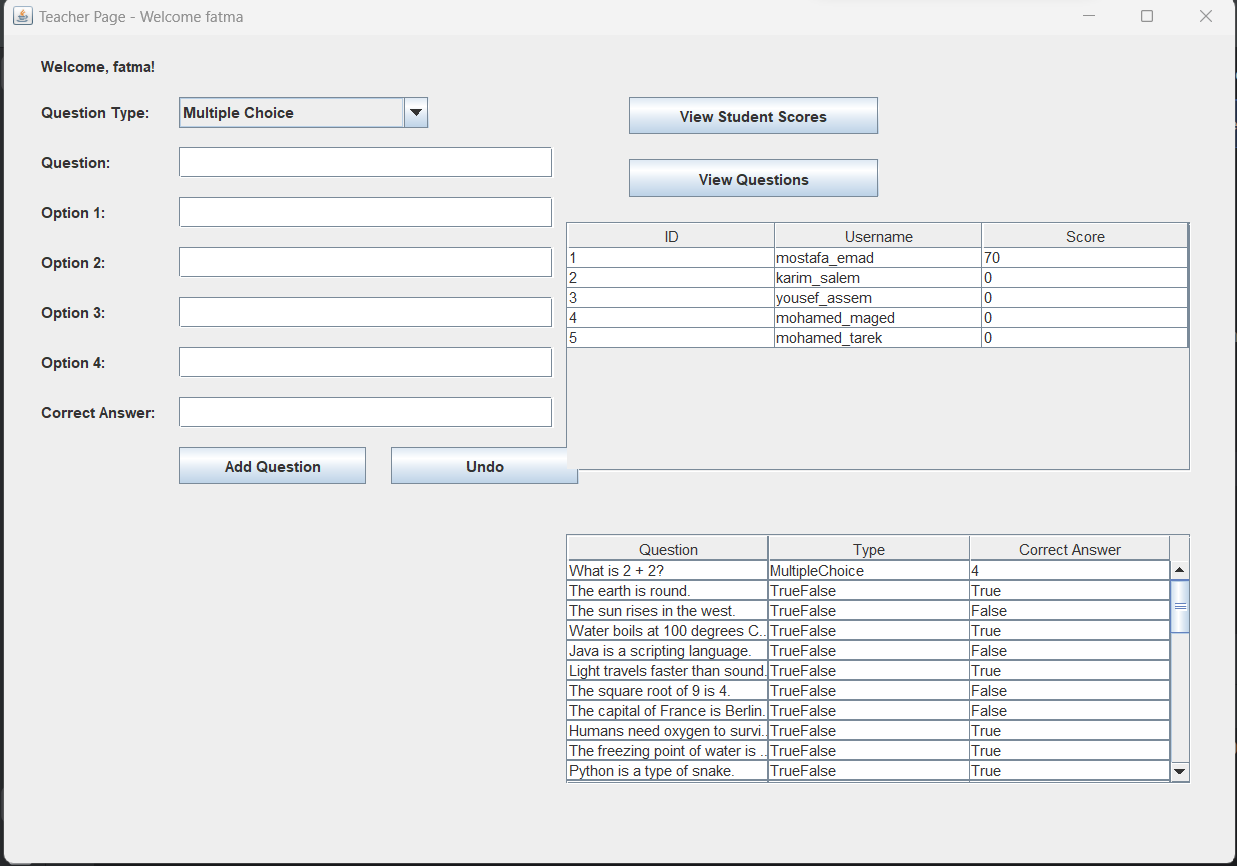 Teacher Page - Welcome fatma
Welcome, fatma!
Question Type: Multiple Choice
Question:
Option 1:
Option 2:
Option 3:
Option 4:
Correct Answer:
Add Question Undo
View Student Scores
View Questions
ID Username Score
1 mostafa_emad 70
2 karim_salem 0
3 yousef_assem 0
4 mohamed_maged 0
5 mohamed_tarek 0
Question Type Correct Answer
What is 2 + 2? MultipleChoice 4
The earth is round. TrueFalse True
The sun rises in the west. TrueFalse False
Water boils at 100 degrees C... TrueFalse True
Java is a scripting language. TrueFalse False
Light travels faster than sound. TrueFalse True
The square root of 9 is 4. TrueFalse False
The capital of France is Berlin. TrueFalse False
Humans need oxygen to survi... TrueFalse True
The freezing point of water is ... TrueFalse True
Python is a type of snake. TrueFalse True